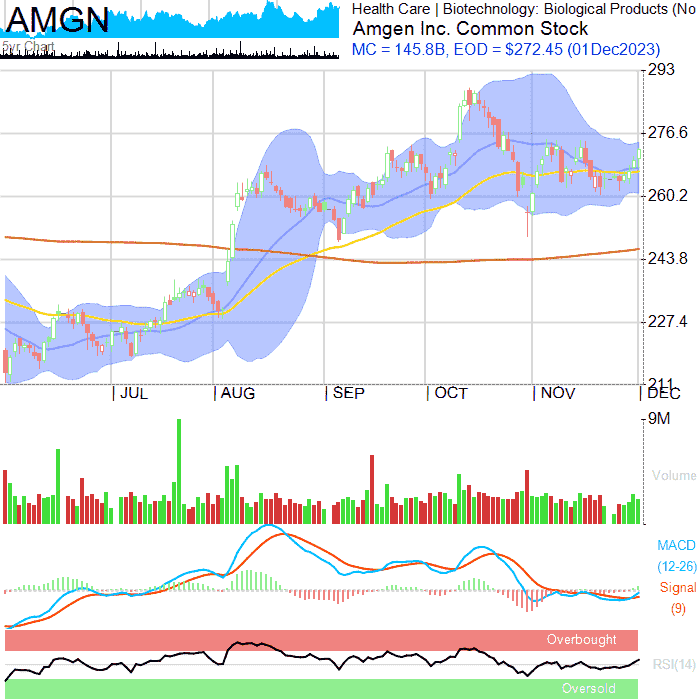 AMGN
5yr Chart
Health Care | Biotechnology: Biological Products (No
Amgen Inc. Common Stock
MC = 145.8B, EOD = $272.45 (01Dec2023)
293
276.6
260.2
243.8
227.4
211
JUL AUG SEP OCT NOV DEC
9M
Volume
MACD
(12-26)
Signal
(9)
Overbought
RSI(14)
Oversold